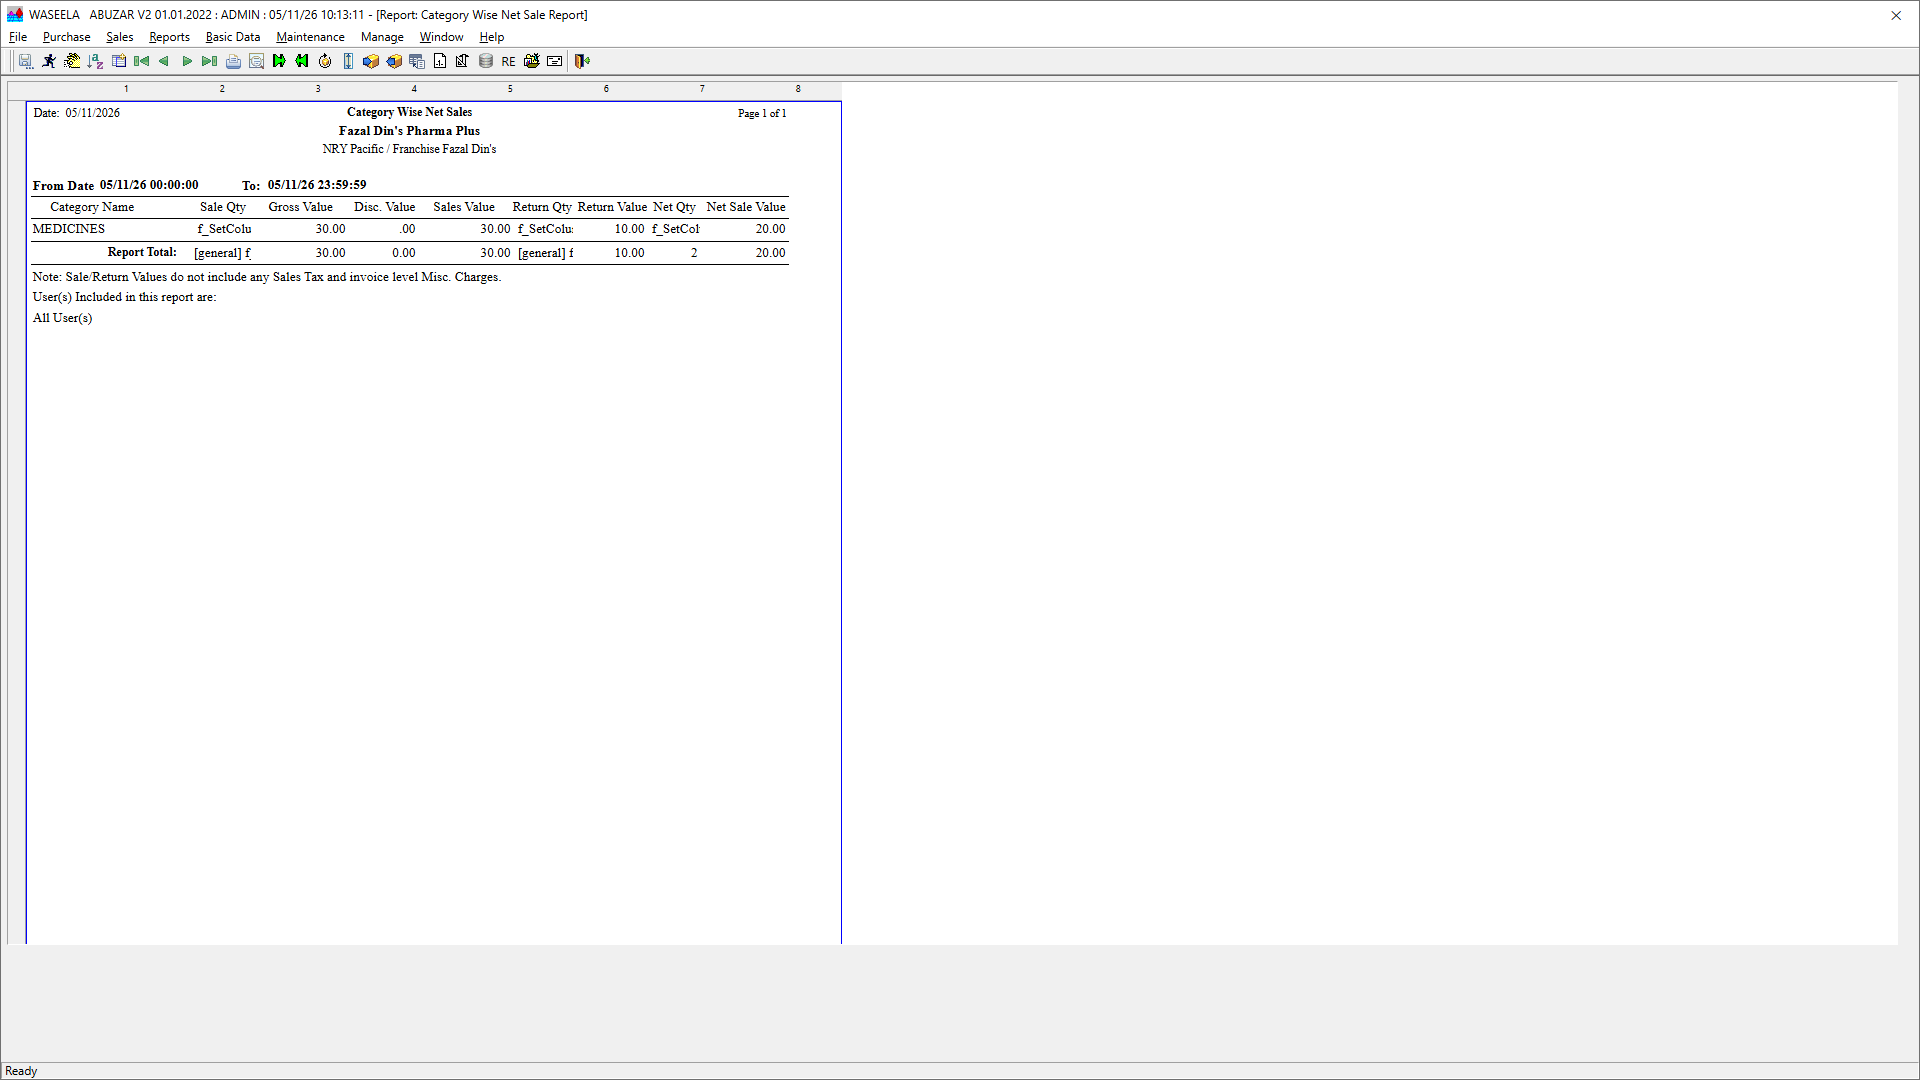 WASEELA   ABUZAR V2 01.01.2022 : ADMIN : 05/11/26 10:13:11 - [Report: Category Wise Net Sale Report]
File Purchase Sales Reports Basic Data Maintenance Manage Window Help
RE
1 2 3 4 5 6 7 8
Date: 05/11/2026 Category Wise Net Sales Page 1 of 1
Fazal Din's Pharma Plus
NRY Pacific / Franchise Fazal Din's
From Date 05/11/26 00:00:00 To: 05/11/26 23:59:59
Category Name Sale Qty Gross Value Disc. Value Sales Value Return Qty Return Value Net Qty Net Sale Value
MEDICINES f_SetColu 30.00 .00 30.00 f_SetColu 10.00 f_SetCol 20.00
Report Total: [general] f 30.00 0.00 30.00 [general] f 10.00 2 20.00
Note: Sale/Return Values do not include any Sales Tax and invoice level Misc. Charges.
User(s) Included in this report are:
All User(s)
Ready